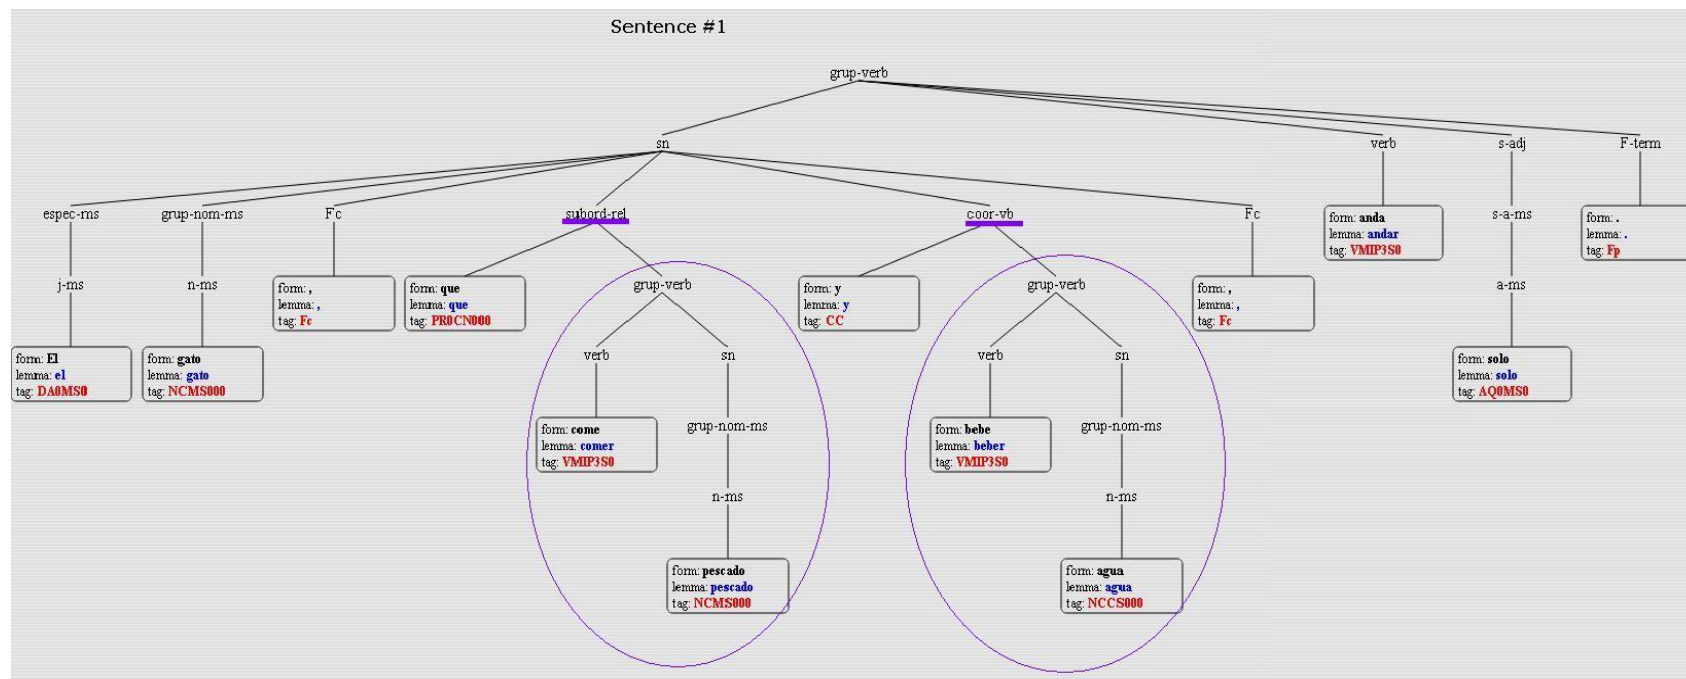 Sentence #1
grup-verb
sn
verb
s-adj
F-term
espec-ms
grup-nom-ms
Fc
subord-rel
coor-vb
Fc
form: anda
lemma: andar
tag: VMIP3S0
s-a-ms
form: .
lemma: .
tag: Fp
j-ms
n-ms
form: ,
lemma: ,
tag: Fc
form: que
lemma: que
tag: PR0CN000
grup-verb
form: y
lemma: y
tag: CC
grup-verb
form: ,
lemma: ,
tag: Fc
a-ms
form: El
lemma: el
tag: DA0MS0
form: gato
lemma: gato
tag: NCMS000
verb
sn
verb
sn
form: solo
lemma: solo
tag: AQ0MS0
form: come
lemma: comer
tag: VMIP3S0
grup-nom-ms
form: bebe
lemma: beber
tag: VMIP3S0
grup-nom-ms
n-ms
n-ms
form: pescado
lemma: pescado
tag: NCMS000
form: agua
lemma: agua
tag: NCCS000